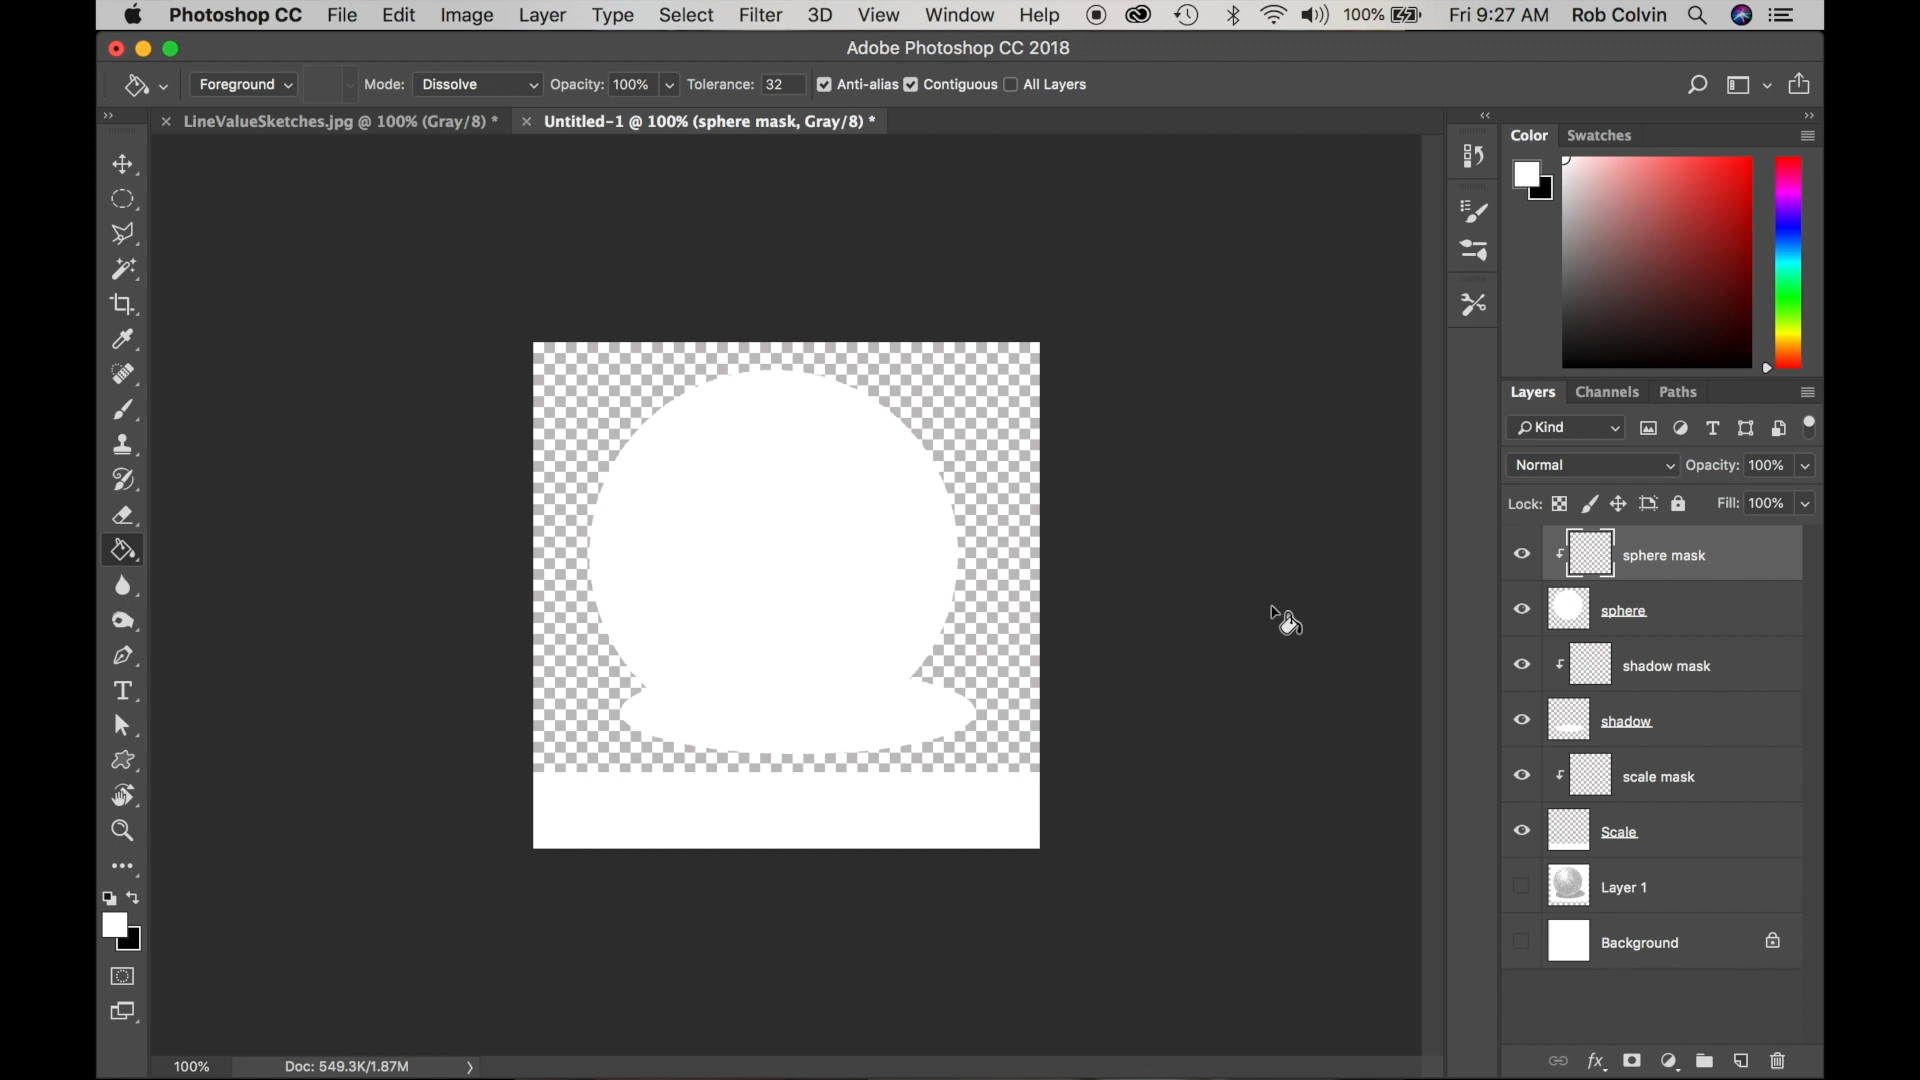 Photoshop CC File Edit Image Layer Type Select Filter 3D View Window Help 100% Fri 9:27 AM Rob Colvin
Adobe Photoshop CC 2018
Foreground Mode: Dissolve Opacity: 100% Tolerance: 32 Anti-alias Contiguous All Layers
LineValueSketches.jpg @ 100% (Gray/8) * Untitled-1 @ 100% (sphere mask, Gray/8) *
Color Swatches
Layers Channels Paths
Kind
Normal Opacity: 100%
Lock: Fill: 100%
sphere mask
sphere
shadow mask
shadow
scale mask
Scale
Layer 1
Background
100% Doc: 549.3K/1.87M